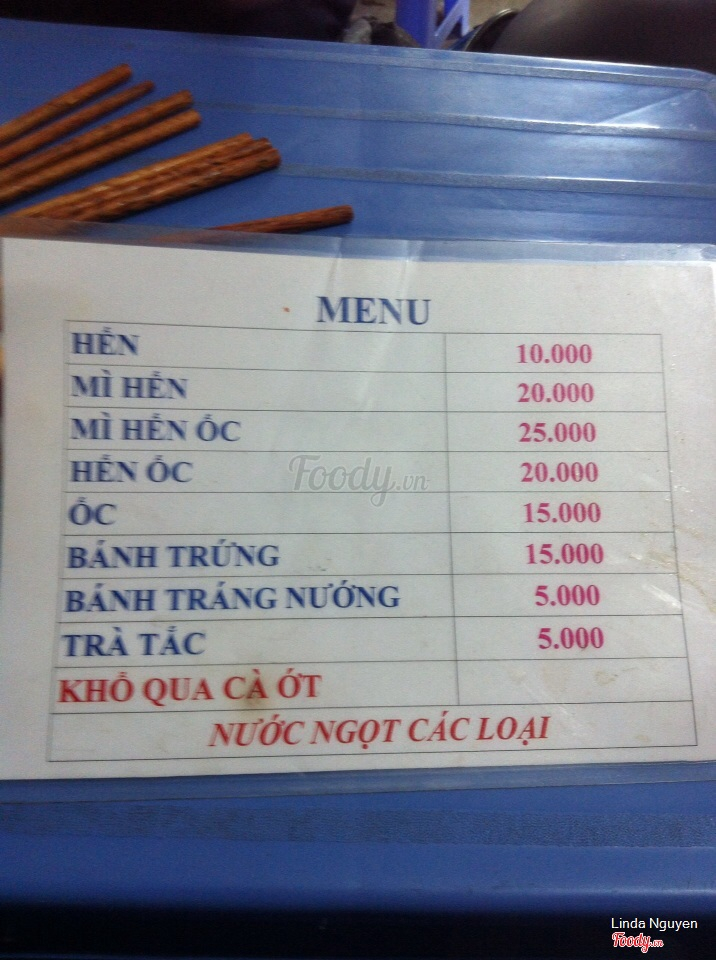 MENU
HẾN 10.000
MÌ HẾN 20.000
MÌ HẾN ỐC 25.000
HẾN ỐC 20.000
ỐC 15.000
BÁNH TRỨNG 15.000
BÁNH TRÁNG NƯỚNG 5.000
TRÀ TẮC 5.000
KHỔ QUA CÀ ỚT
NƯỚC NGỌT CÁC LOẠI
Foody.vn
Linda Nguyen
Foody.vn